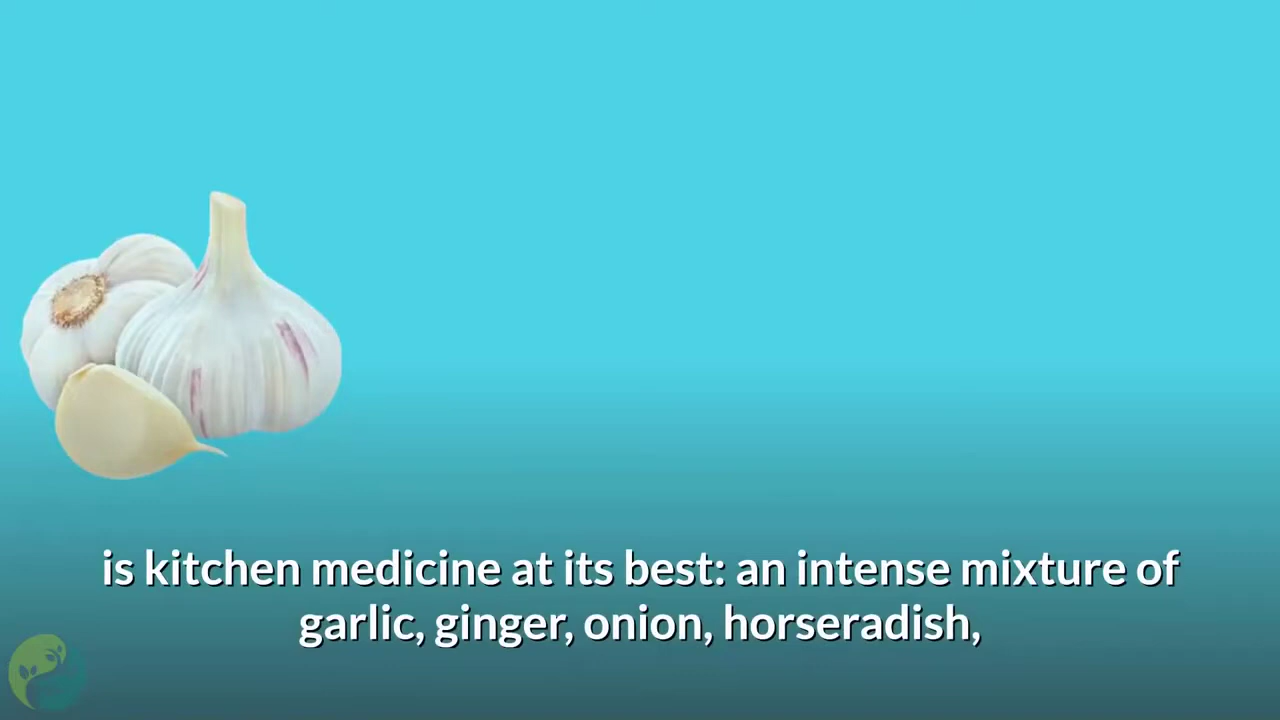 is kitchen medicine at its best: an intense mixture of
garlic, ginger, onion, horseradish,